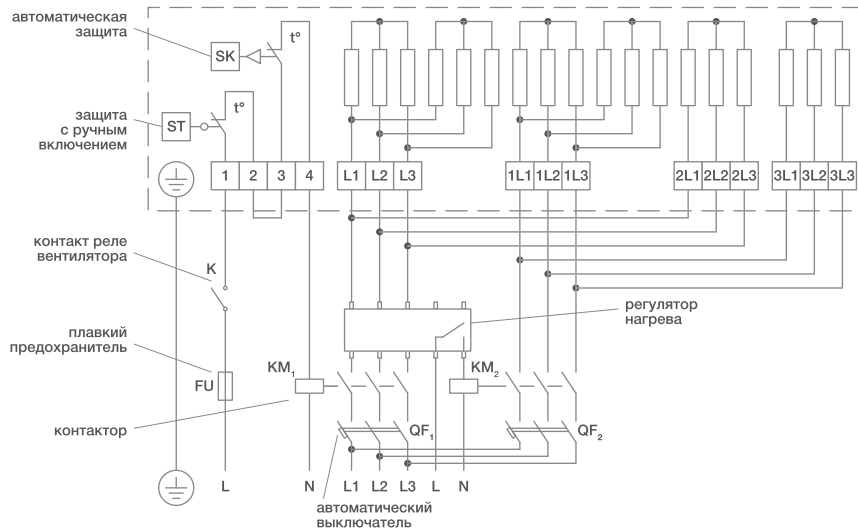 автоматическая
защита
SK
t°
защита
с ручным
включением
ST
t°
1 2 3 4 L1 L2 L3 1L1 1L2 1L3 2L1 2L2 2L3 3L1 3L2 3L3
контакт реле
вентилятора
K
регулятор
нагрева
плавкий
предохранитель
FU
KM1
KM2
контактор
QF1
QF2
L N L1 L2 L3 L N
автоматический
выключатель